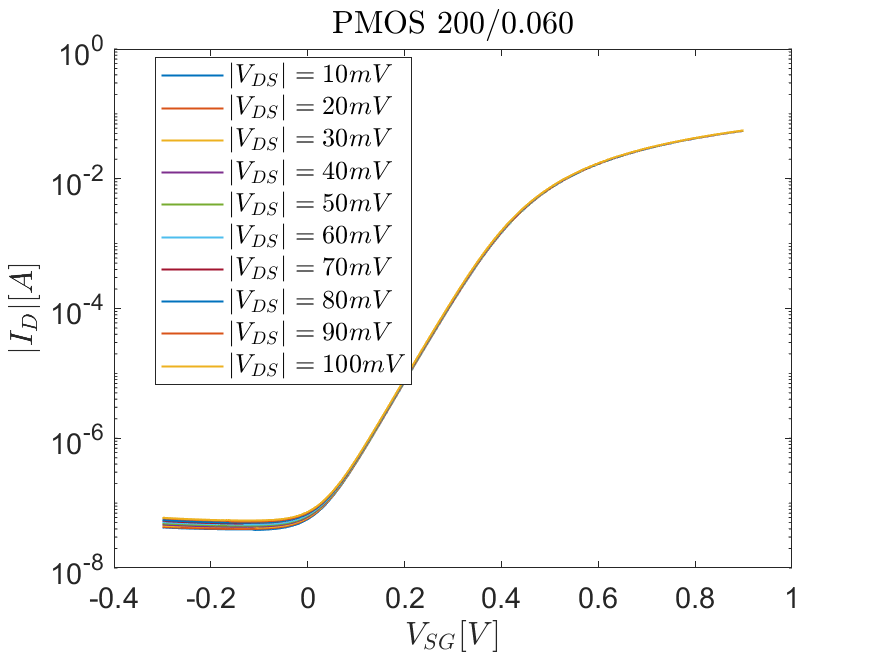 PMOS 200/0.060
10^0
10^-2
10^-4
10^-6
10^-8
|I_D|[A]
|V_DS| = 10mV
|V_DS| = 20mV
|V_DS| = 30mV
|V_DS| = 40mV
|V_DS| = 50mV
|V_DS| = 60mV
|V_DS| = 70mV
|V_DS| = 80mV
|V_DS| = 90mV
|V_DS| = 100mV
-0.4 -0.2 0 0.2 0.4 0.6 0.8 1
V_SG[V]